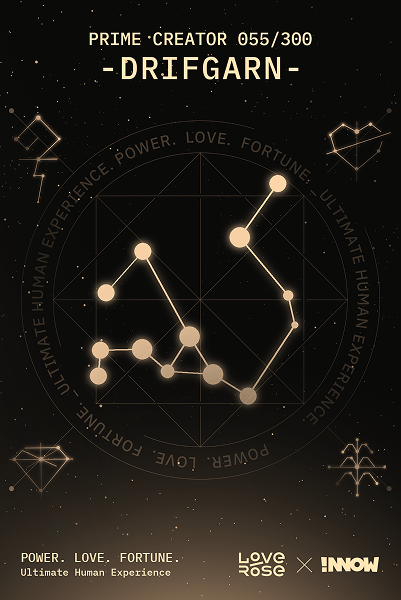 PRIME CREATOR 055/300
-DRIFGARN-
POWER. LOVE. FORTUNE. _ ULTIMATE HUMAN EXPERIENCE. POWER. LOVE. FORTUNE _ ULTIMATE HUMAN EXPERIENCE.
POWER. LOVE. FORTUNE.
Ultimate Human Experience
LOVE
ROSE
×
INNOW